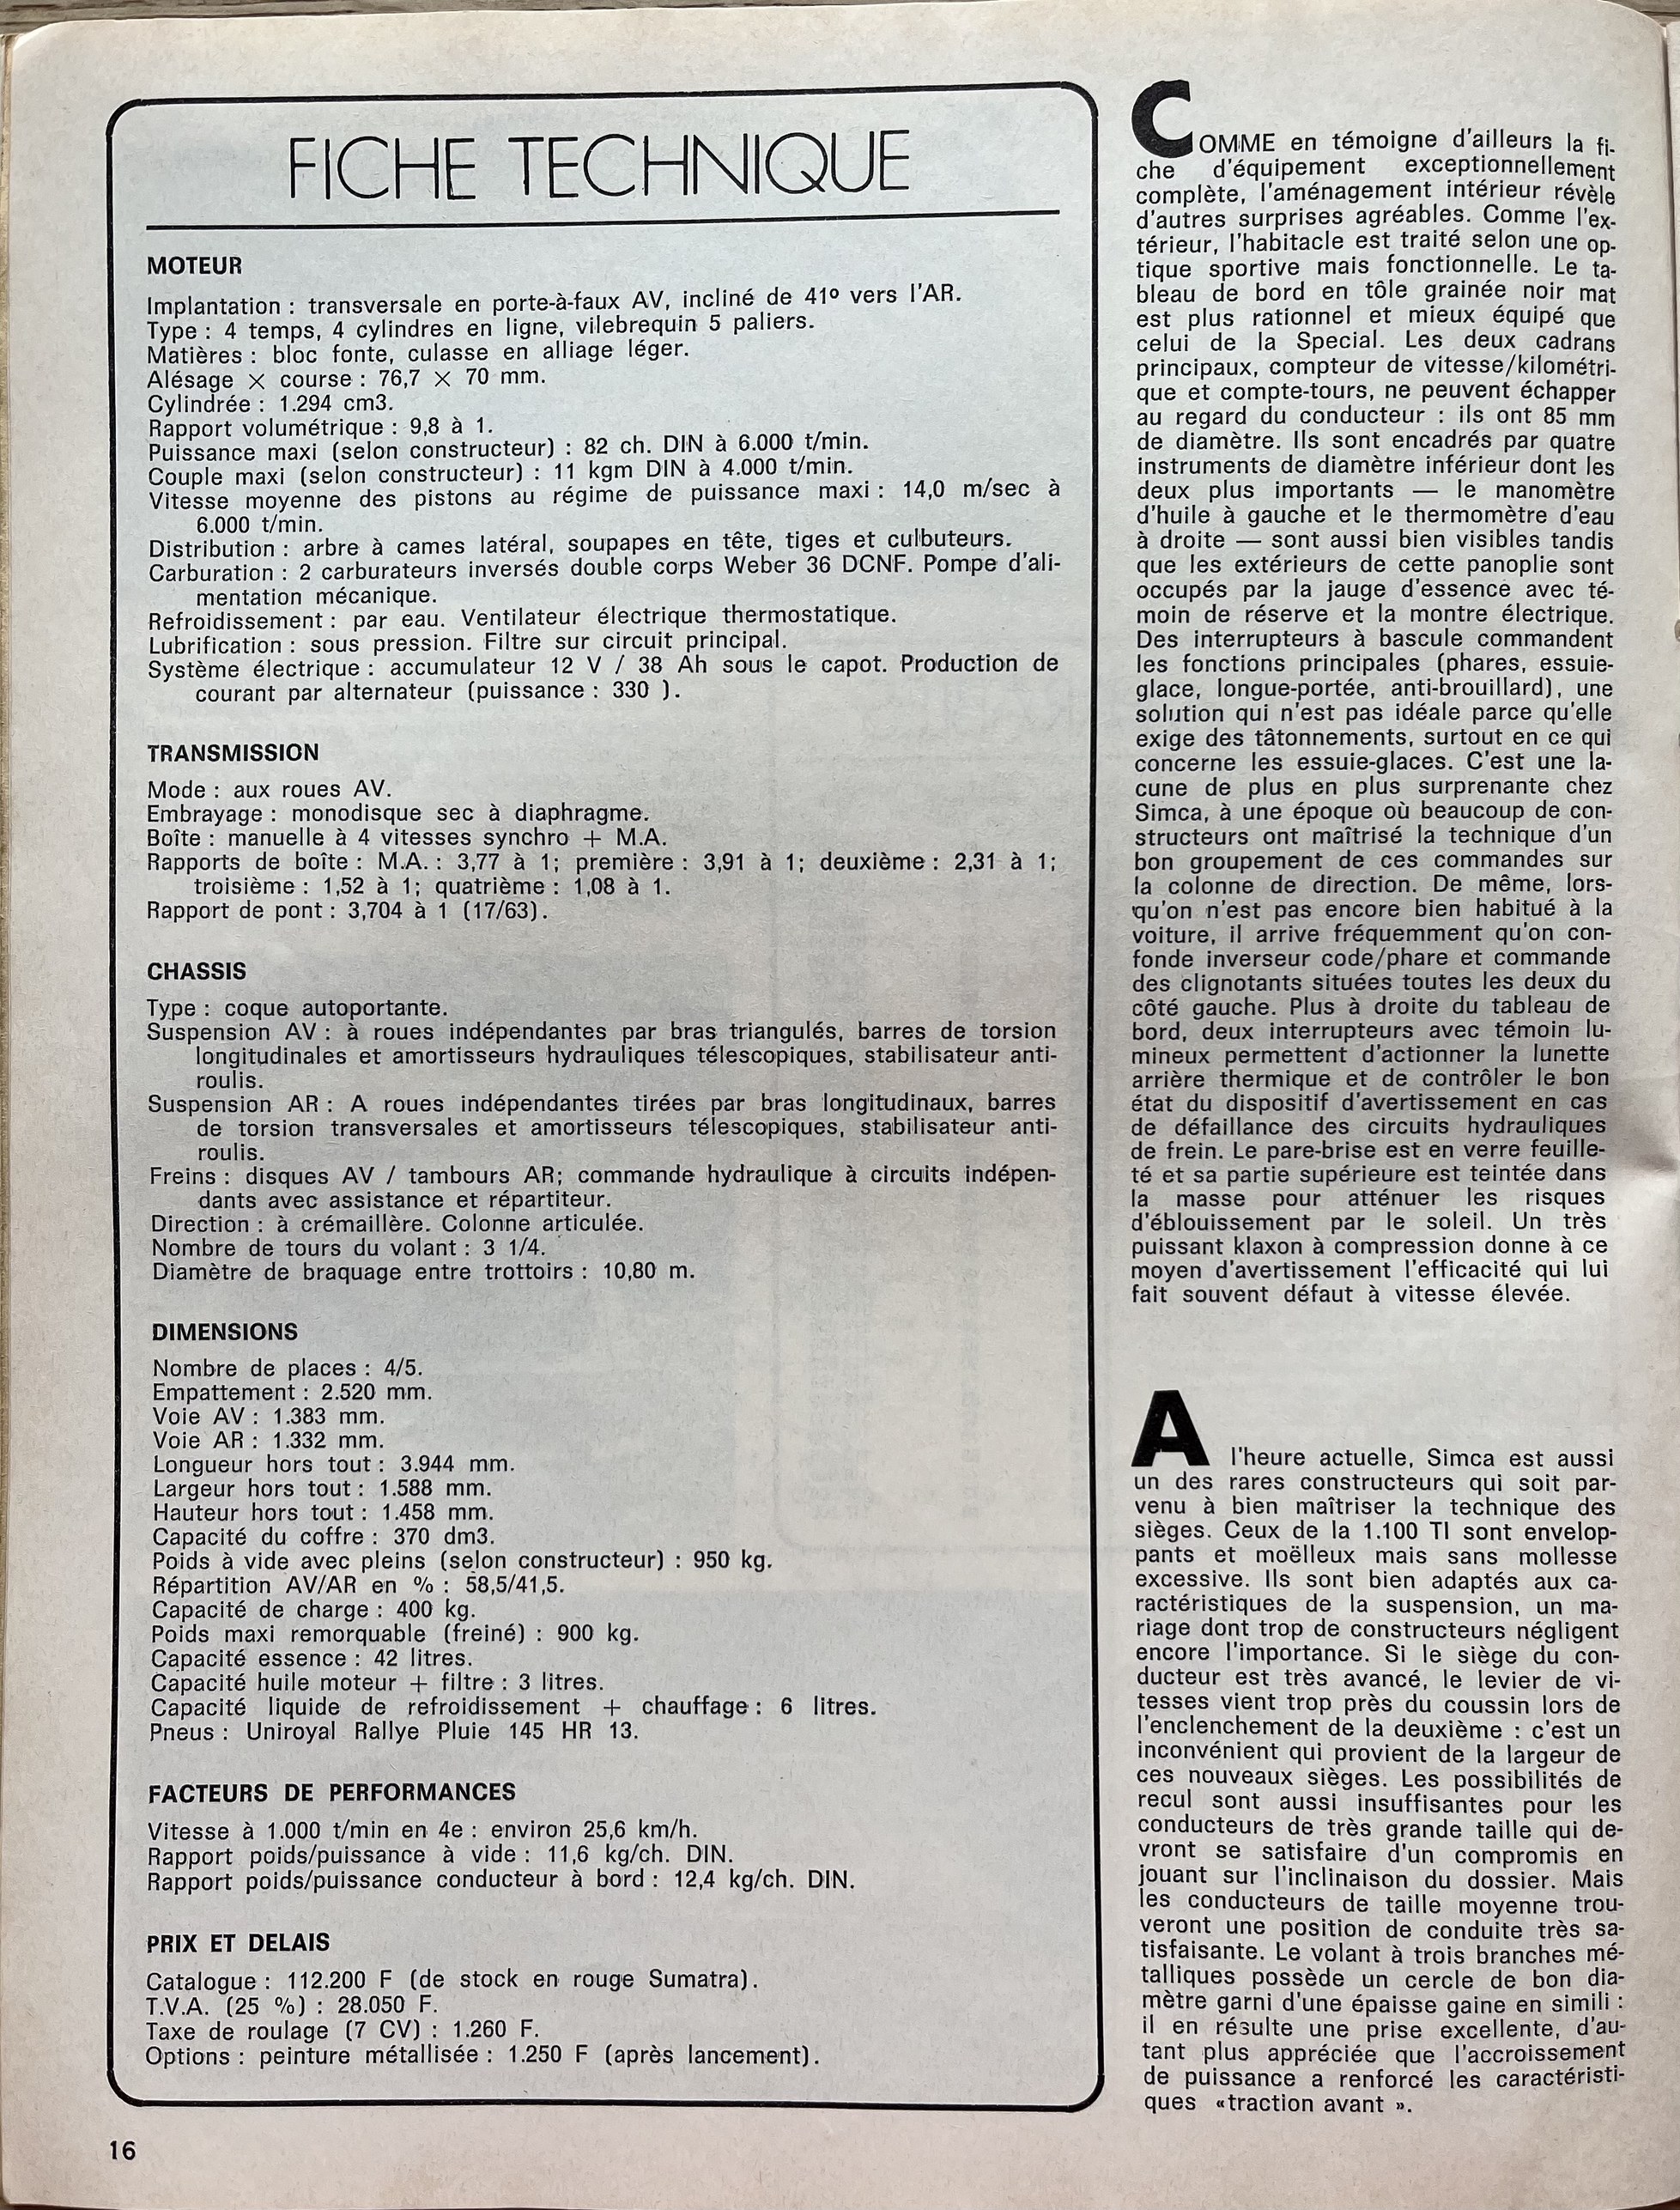 FICHE TECHNIQUE
MOTEUR
Implantation : transversale en porte-à-faux AV, incliné de 41º vers l'AR.
Type : 4 temps, 4 cylindres en ligne, vilebrequin 5 paliers.
Matières : bloc fonte, culasse en alliage léger.
Alésage × course : 76,7 × 70 mm.
Cylindrée : 1.294 cm3.
Rapport volumétrique : 9,8 à 1.
Puissance maxi (selon constructeur) : 82 ch. DIN à 6.000 t/min.
Couple maxi (selon constructeur) : 11 kgm DIN à 4.000 t/min.
Vitesse moyenne des pistons au régime de puissance maxi : 14,0 m/sec à
6.000 t/min.
Distribution : arbre à cames latéral, soupapes en tête, tiges et culbuteurs.
Carburation : 2 carburateurs inversés double corps Weber 36 DCNF. Pompe d'ali-
mentation mécanique.
Refroidissement : par eau. Ventilateur électrique thermostatique.
Lubrification : sous pression. Filtre sur circuit principal.
Système électrique : accumulateur 12 V / 38 Ah sous le capot. Production de
courant par alternateur (puissance : 330 ).
TRANSMISSION
Mode : aux roues AV.
Embrayage : monodisque sec à diaphragme.
Boîte : manuelle à 4 vitesses synchro + M.A.
Rapports de boîte : M.A. : 3,77 à 1; première : 3,91 à 1; deuxième : 2,31 à 1;
troisième : 1,52 à 1; quatrième : 1,08 à 1.
Rapport de pont : 3,704 à 1 (17/63).
CHASSIS
Type : coque autoportante.
Suspension AV : à roues indépendantes par bras triangulés, barres de torsion
longitudinales et amortisseurs hydrauliques télescopiques, stabilisateur anti-
roulis.
Suspension AR : A roues indépendantes tirées par bras longitudinaux, barres
de torsion transversales et amortisseurs télescopiques, stabilisateur anti-
roulis.
Freins : disques AV / tambours AR; commande hydraulique à circuits indépen-
dants avec assistance et répartiteur.
Direction : à crémaillère. Colonne articulée.
Nombre de tours du volant : 3 1/4.
Diamètre de braquage entre trottoirs : 10,80 m.
DIMENSIONS
Nombre de places : 4/5.
Empattement : 2.520 mm.
Voie AV : 1.383 mm.
Voie AR : 1.332 mm.
Longueur hors tout : 3.944 mm.
Largeur hors tout : 1.588 mm.
Hauteur hors tout : 1.458 mm.
Capacité du coffre : 370 dm3.
Poids à vide avec pleins (selon constructeur) : 950 kg.
Répartition AV/AR en % : 58,5/41,5.
Capacité de charge : 400 kg.
Poids maxi remorquable (freiné) : 900 kg.
Capacité essence : 42 litres.
Capacité huile moteur + filtre : 3 litres.
Capacité liquide de refroidissement + chauffage : 6 litres.
Pneus : Uniroyal Rallye Pluie 145 HR 13.
FACTEURS DE PERFORMANCES
Vitesse à 1.000 t/min en 4e : environ 25,6 km/h.
Rapport poids/puissance à vide : 11,6 kg/ch. DIN.
Rapport poids/puissance conducteur à bord : 12,4 kg/ch. DIN.
PRIX ET DELAIS
Catalogue : 112.200 F (de stock en rouge Sumatra).
T.V.A. (25 %) : 28.050 F.
Taxe de roulage (7 CV) : 1.260 F.
Options : peinture métallisée : 1.250 F (après lancement).
16
COMME en témoigne d'ailleurs la fi-
che d'équipement exceptionnellement
complète, l'aménagement intérieur révèle
d'autres surprises agréables. Comme l'ex-
térieur, l'habitacle est traité selon une op-
tique sportive mais fonctionnelle. Le ta-
bleau de bord en tôle grainée noir mat
est plus rationnel et mieux équipé que
celui de la Special. Les deux cadrans
principaux, compteur de vitesse/kilométri-
que et compte-tours, ne peuvent échapper
au regard du conducteur : ils ont 85 mm
de diamètre. Ils sont encadrés par quatre
instruments de diamètre inférieur dont les
deux plus importants — le manomètre
d'huile à gauche et le thermomètre d'eau
à droite — sont aussi bien visibles tandis
que les extérieurs de cette panoplie sont
occupés par la jauge d'essence avec té-
moin de réserve et la montre électrique.
Des interrupteurs à bascule commandent
les fonctions principales (phares, essuie-
glace, longue-portée, anti-brouillard), une
solution qui n'est pas idéale parce qu'elle
exige des tâtonnements, surtout en ce qui
concerne les essuie-glaces. C'est une la-
cune de plus en plus surprenante chez
Simca, à une époque où beaucoup de con-
structeurs ont maîtrisé la technique d'un
bon groupement de ces commandes sur
la colonne de direction. De même, lors-
qu'on n'est pas encore bien habitué à la
voiture, il arrive fréquemment qu'on con-
fonde inverseur code/phare et commande
des clignotants situées toutes les deux du
côté gauche. Plus à droite du tableau de
bord, deux interrupteurs avec témoin lu-
mineux permettent d'actionner la lunette
arrière thermique et de contrôler le bon
état du dispositif d'avertissement en cas
de défaillance des circuits hydrauliques
de frein. Le pare-brise est en verre feuille-
té et sa partie supérieure est teintée dans
la masse pour atténuer les risques
d'éblouissement par le soleil. Un très
puissant klaxon à compression donne à ce
moyen d'avertissement l'efficacité qui lui
fait souvent défaut à vitesse élevée.
A l'heure actuelle, Simca est aussi
un des rares constructeurs qui soit par-
venu à bien maîtriser la technique des
sièges. Ceux de la 1.100 TI sont envelop-
pants et moëlleux mais sans mollesse
excessive. Ils sont bien adaptés aux ca-
ractéristiques de la suspension, un ma-
riage dont trop de constructeurs négligent
encore l'importance. Si le siège du con-
ducteur est très avancé, le levier de vi-
tesses vient trop près du coussin lors de
l'enclenchement de la deuxième : c'est un
inconvénient qui provient de la largeur de
ces nouveaux sièges. Les possibilités de
recul sont aussi insuffisantes pour les
conducteurs de très grande taille qui de-
vront se satisfaire d'un compromis en
jouant sur l'inclinaison du dossier. Mais
les conducteurs de taille moyenne trou-
veront une position de conduite très sa-
tisfaisante. Le volant à trois branches mé-
talliques possède un cercle de bon dia-
mètre garni d'une épaisse gaine en simili :
il en résulte une prise excellente, d'au-
tant plus appréciée que l'accroissement
de puissance a renforcé les caractéristi-
ques «traction avant ».